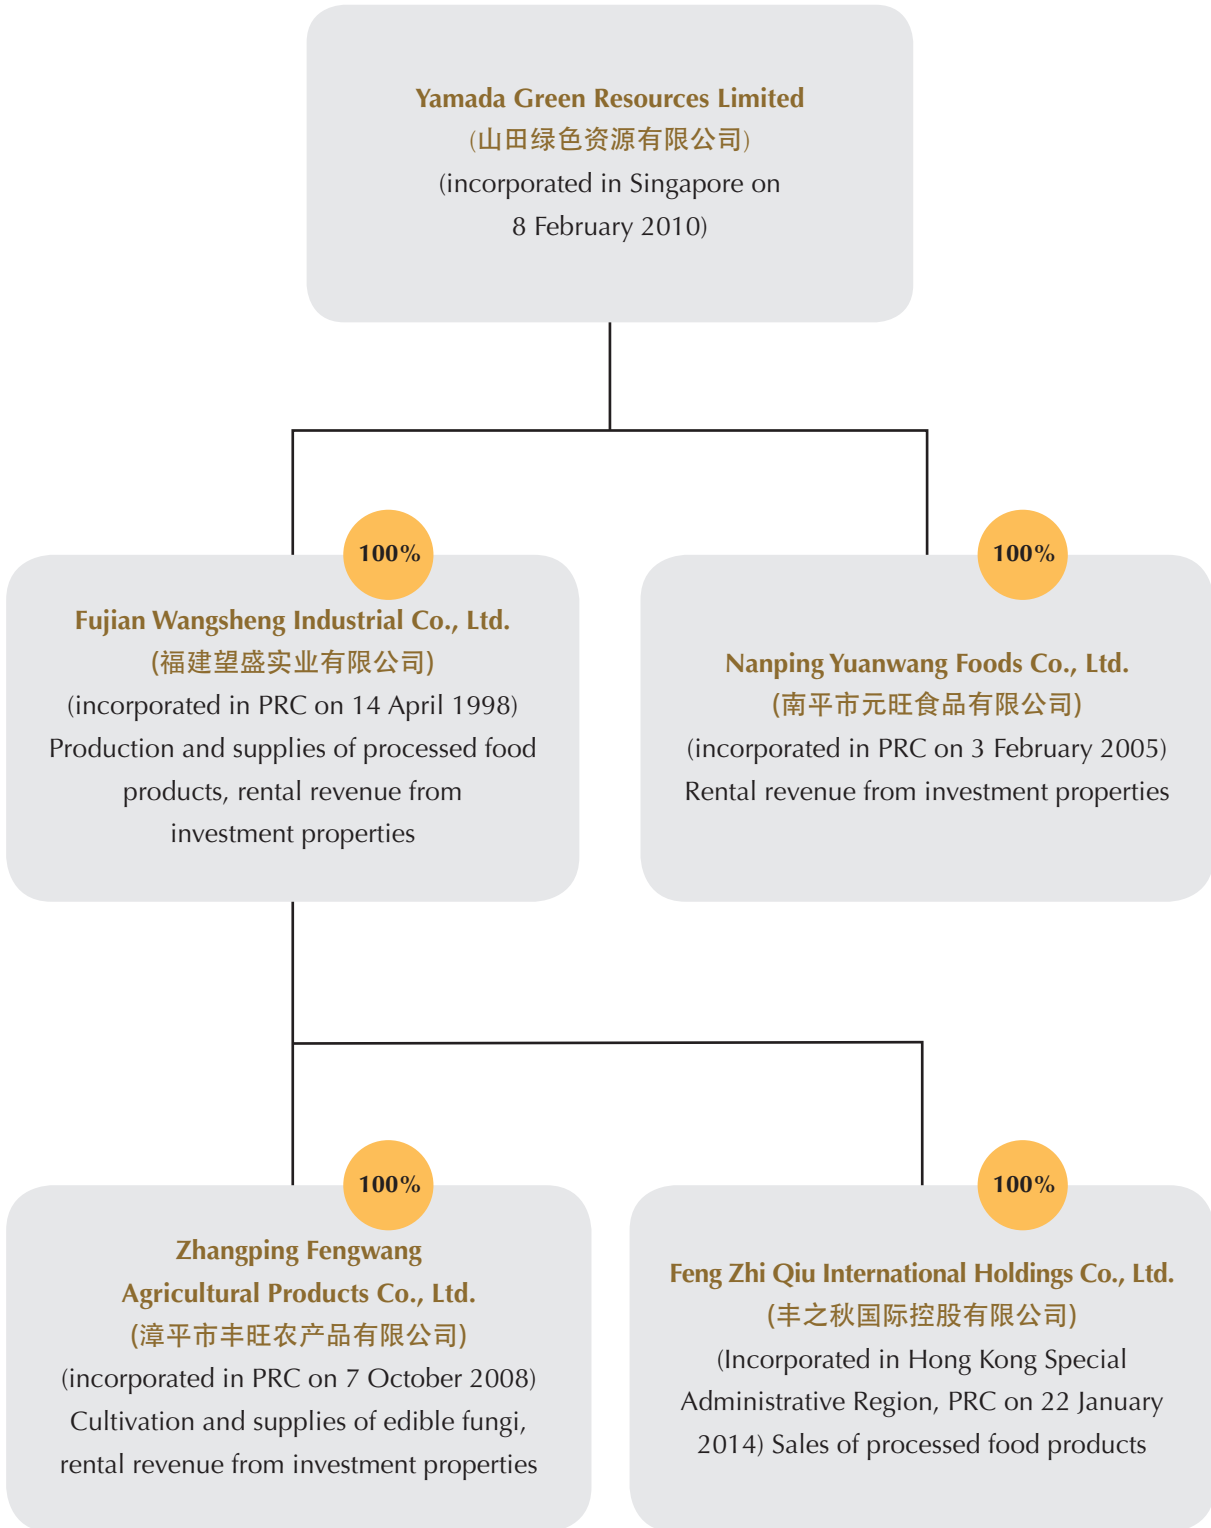 Yamada Green Resources Limited
(山田绿色资源有限公司)
(incorporated in Singapore on
8 February 2010)
100%
Fujian Wangsheng Industrial Co., Ltd.
(福建望盛实业有限公司)
(incorporated in PRC on 14 April 1998)
Production and supplies of processed food
products, rental revenue from
investment properties
100%
Nanping Yuanwang Foods Co., Ltd.
(南平市元旺食品有限公司)
(incorporated in PRC on 3 February 2005)
Rental revenue from investment properties
100%
Zhangping Fengwang
Agricultural Products Co., Ltd.
(漳平市丰旺农产品有限公司)
(incorporated in PRC on 7 October 2008)
Cultivation and supplies of edible fungi,
rental revenue from investment properties
100%
Feng Zhi Qiu International Holdings Co., Ltd.
(丰之秋国际控股有限公司)
(Incorporated in Hong Kong Special
Administrative Region, PRC on 22 January
2014) Sales of processed food products